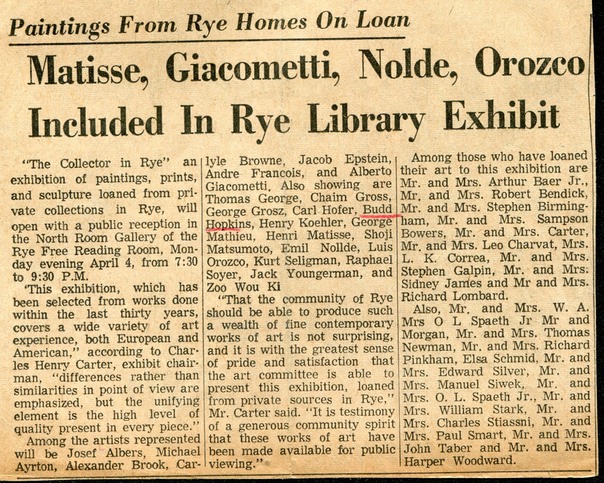 Paintings From Rye Homes On Loan
Matisse, Giacometti, Nolde, Orozco
Included In Rye Library Exhibit
"The Collector in Rye" an
exhibition of paintings, prints,
and sculpture loaned from pri-
vate collections in Rye, will
open with a public reception in
the North Room Gallery of the
Rye Free Reading Room, Mon-
day evening April 4, from 7:30
to 9:30 P.M.
"This exhibition, which has
been selected from works done
within the last thirty years,
covers a wide variety of art
experience, both European and
American," according to Char-
les Henry Carter, exhibit chair-
man, "differences rather than
similarities in point of view are
emphasized, but the unifying
element is the high level of
quality present in every piece."
Among the artists represented
will be Josef Albers, Michael
Ayrton, Alexander Brook, Car-
lyle Browne, Jacob Epstein,
Andre Francois, and Alberto
Giacometti, Also showing are
Thomas George, Chaim Gross,
George Grosz, Carl Hofer, Budd
Hopkins, Henry Koehler, George
Mathieu, Henri Matisse, Shoji
Matsumoto, Emil Nollde, Luis
Orozco, Kurt Seligman, Raphael
Soyer, Jack Youngerman, and
Zoo Wou Ki
"That the community of Rye
should be able to produce such
a wealth of fine contemporary
works of art is not surprising,
and it is with the greatest sense
of pride and satisfaction that
the art committce is able to
present this exhibition, loaned
from private sources in Rye,"
Mr. Carter said. "It is testimony
of a generous community spirit
that these works of art have
been made available for public
viewing."
Among those who have loaned
their art to this exhibition are
Mr. and Mrs. Arthur Baer Jr.,
Mr. and Mrs. Robert Bendick,
Mr. and Mrs. Stephen Birming-
ham, Mr. and Mrs. Sampson
Bowers, Mr. and Mrs. Carter,
Mr. and Mrs. Leo Charvat, Mrs.
L. K. Correa, Mr. and Mrs.
Stephen Galpin, Mr. and Mrs:
Sidney James and Mr and Mrs.
Richard Lombard.
Also, Mr. and Mrs. W. A.
Mrs O L Spaeth Jr Mr and
Morgan, Mr. and Mrs. Thomas
Newman, Mr. and Mrs. Richard
Pinkham, Elsa Schmid, Mr. and
Mrs. Edward Silver, Mr. and
Mrs. Manuel Siwek, Mr. and
Mrs. O. L. Spaeth Jr., Mr. and
Mrs. William Stark, Mr. and
Mrs. Charles Stiassni, Mr. and
Mrs. Paul Smart, Mr. and Mrs.
John Taber and Mr. and Mrs.
Harper Woodward.